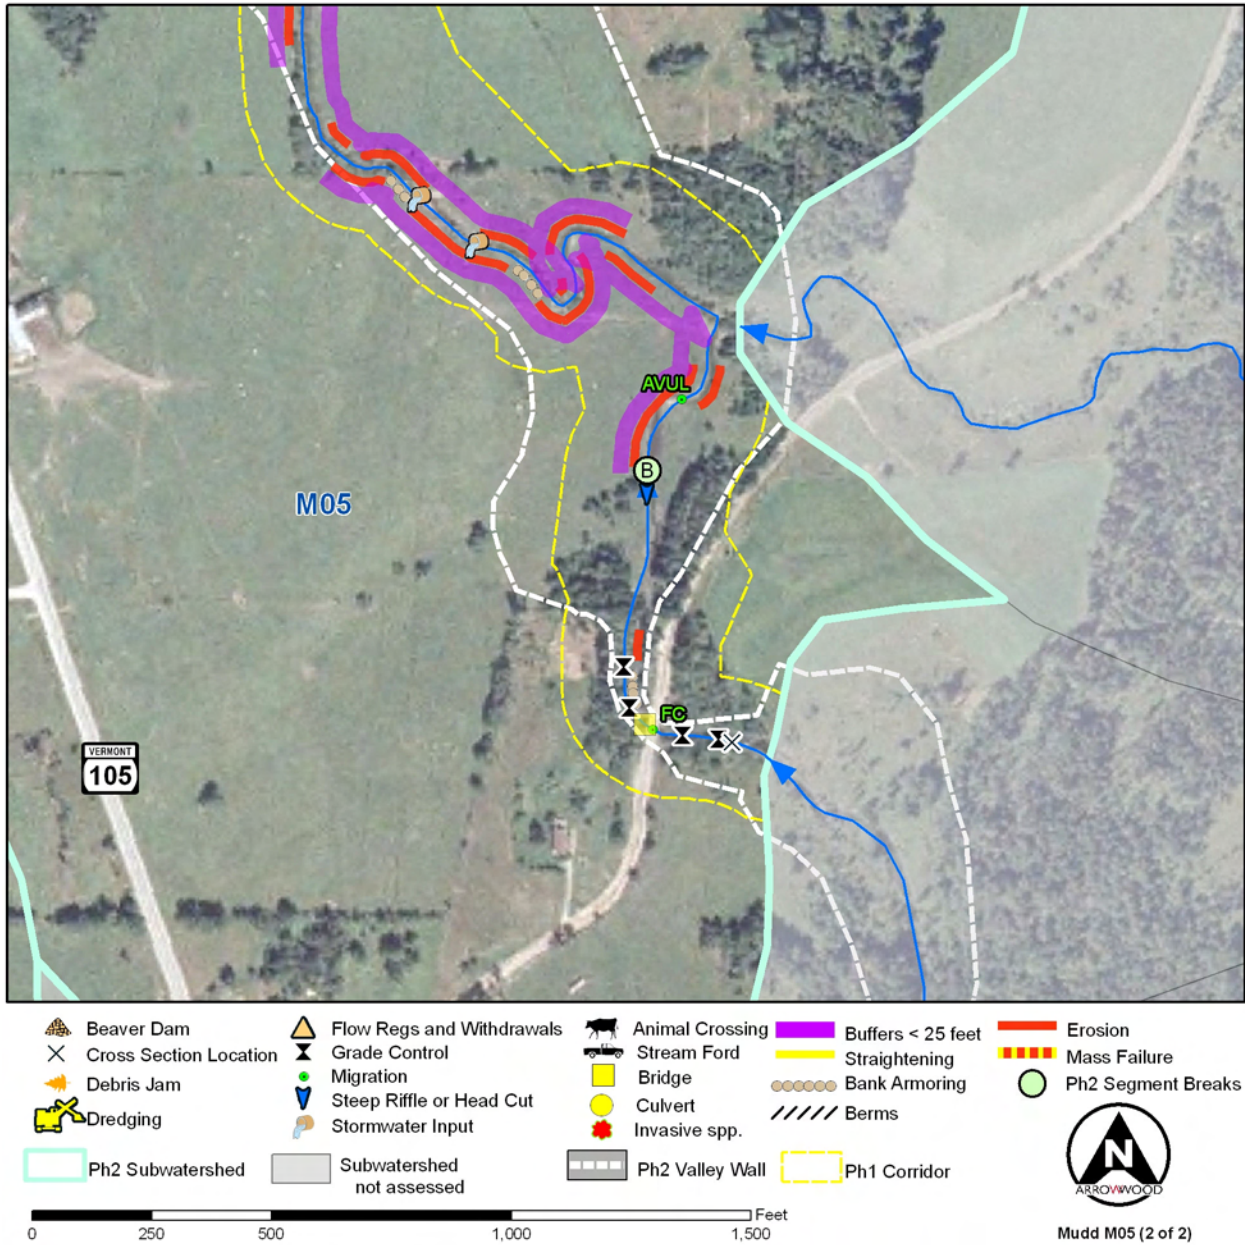 AVUL
B
M05
FC
VERMONT
105
Beaver Dam
Cross Section Location
Debris Jam
Dredging
Flow Regs and Withdrawals
Grade Control
Migration
Steep Riffle or Head Cut
Stormwater Input
Animal Crossing
Stream Ford
Bridge
Culvert
Invasive spp.
Buffers < 25 feet
Straightening
Bank Armoring
Berms
Erosion
Mass Failure
Ph2 Segment Breaks
Ph2 Subwatershed
Subwatershed
not assessed
Ph2 Valley Wall
Ph1 Corridor
N
ARROWWOOD
Feet
0 250 500 1,000 1,500
Mudd M05 (2 of 2)